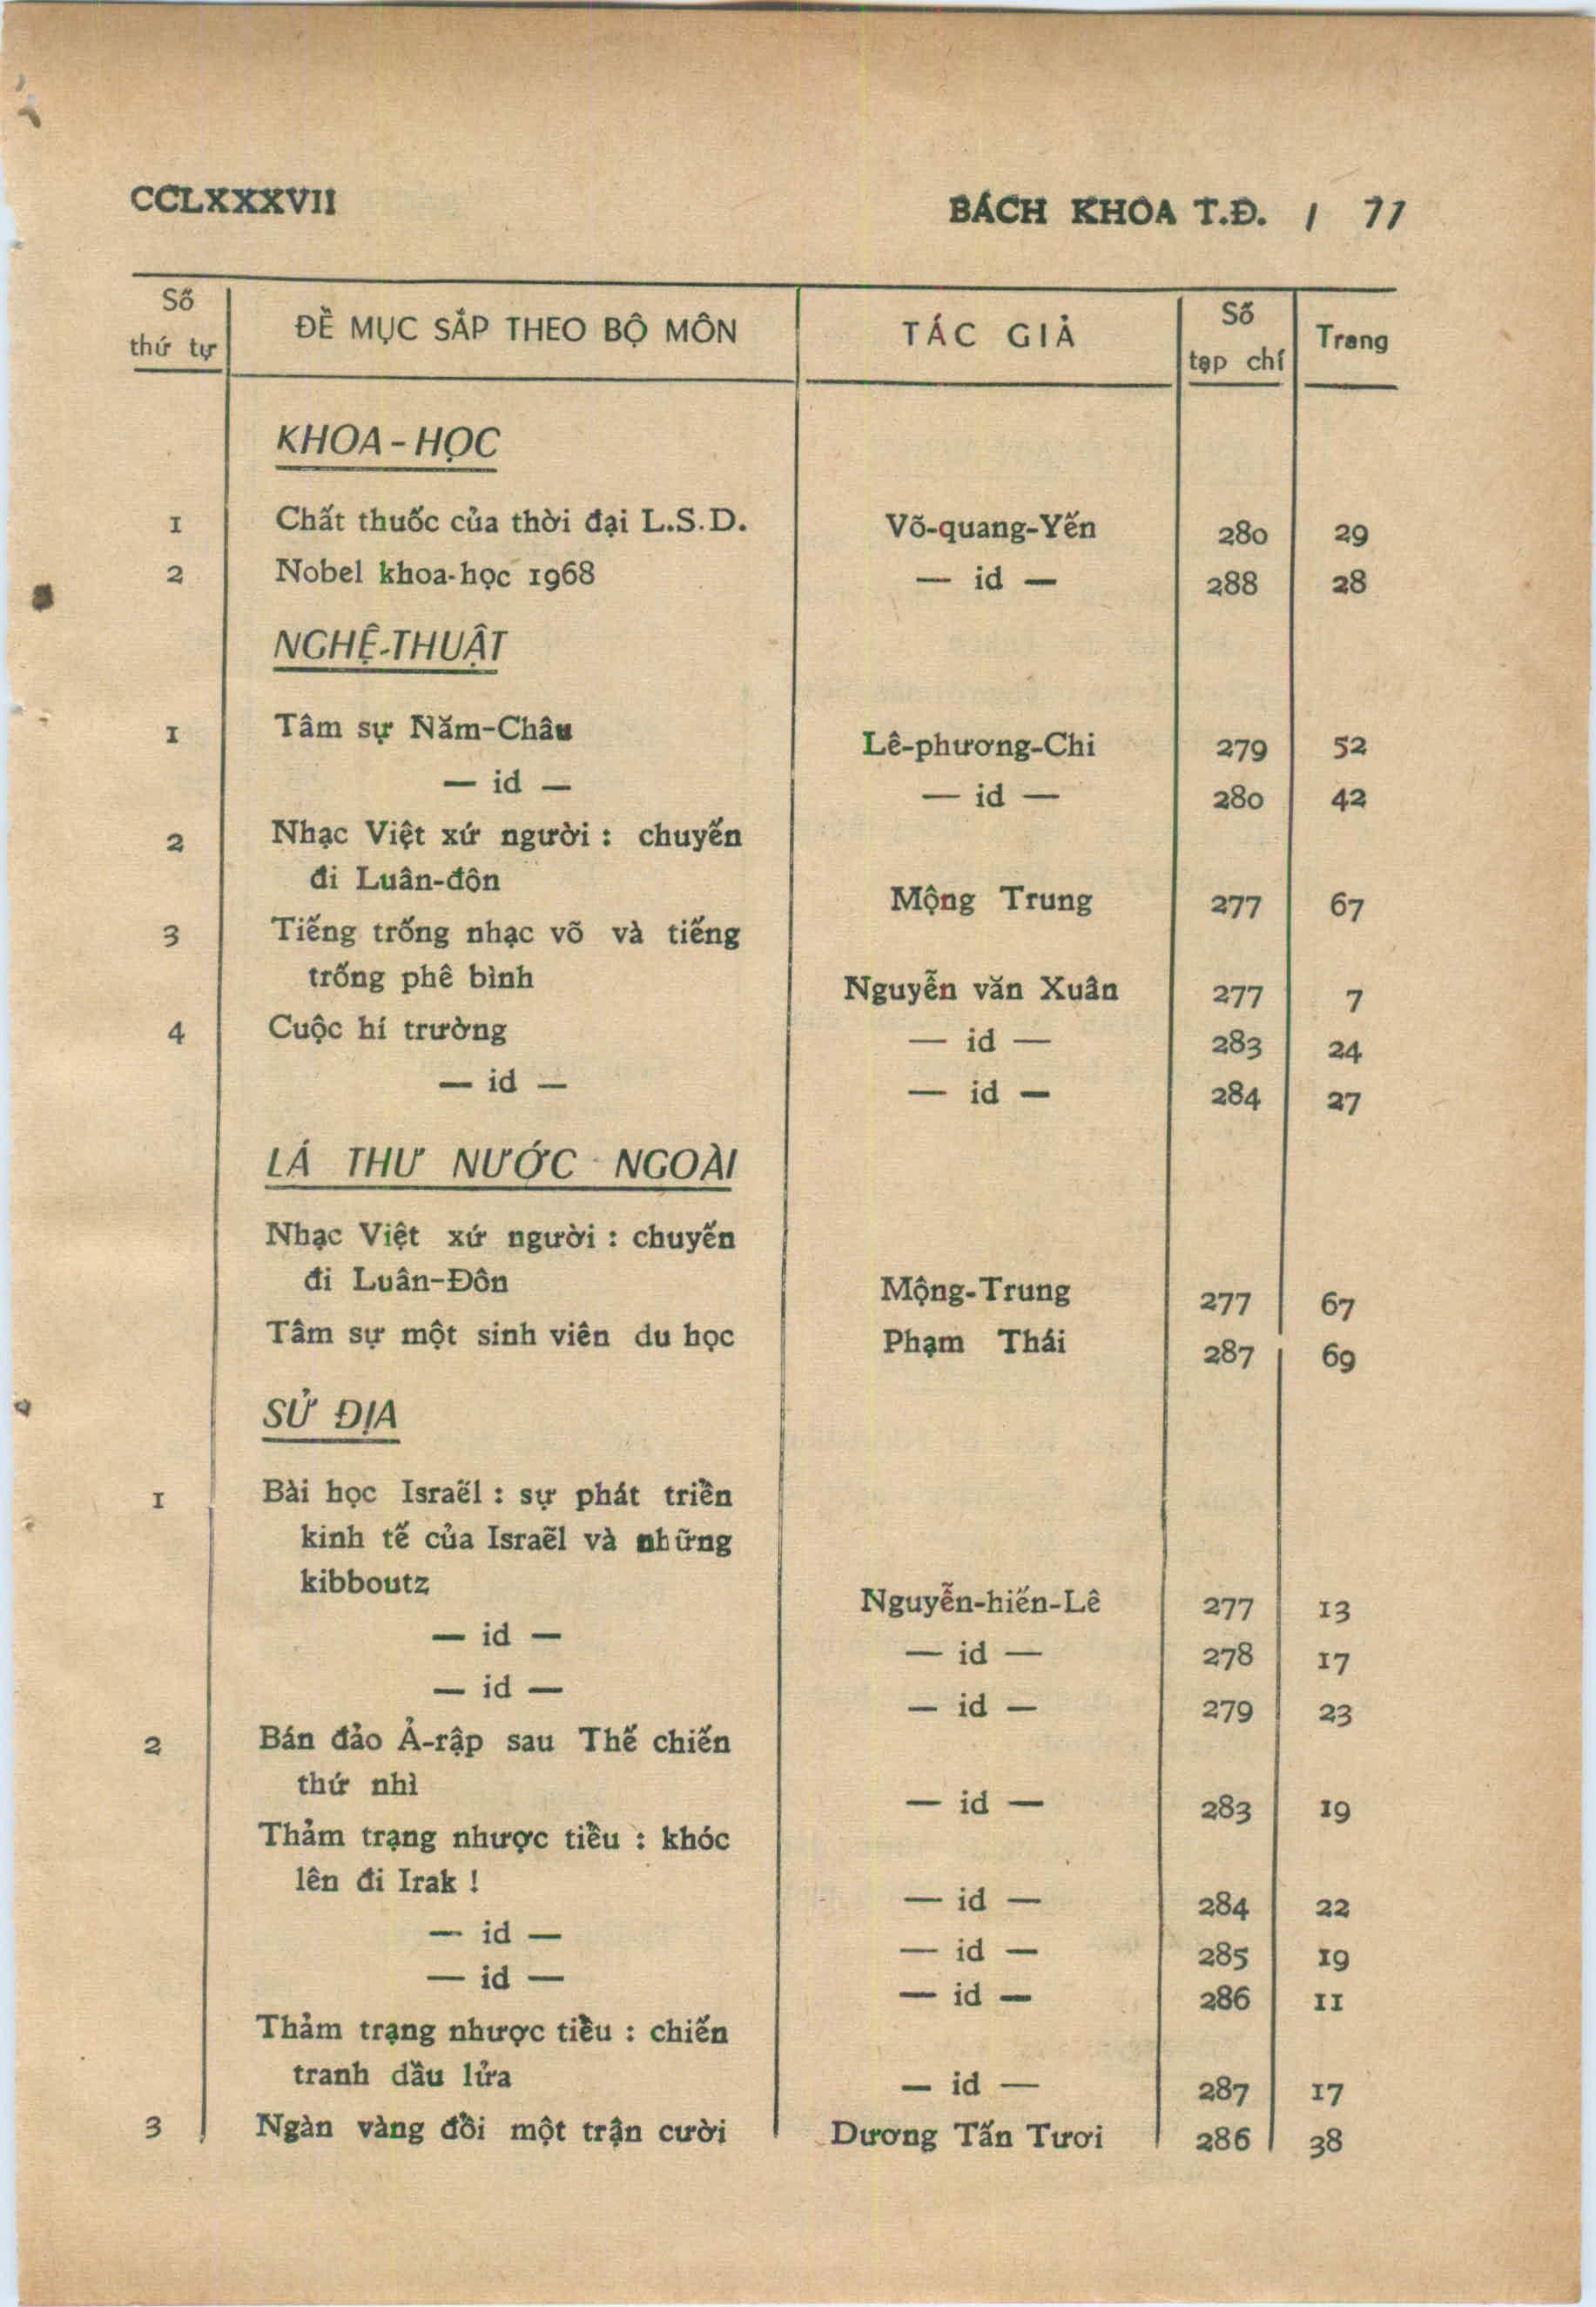 CCLXXXVII BÁCH KHOA T.Đ. / 71
Số thứ tự ĐỀ MỤC SẮP THEO BỘ MÔN TÁC GIẢ Số tạp chí Trang
KHOA-HỌC
1 Chất thuốc của thời đại L.S.D. Võ-quang-Yến 280 29
2 Nobel khoa-học 1968 — id — 288 28
NGHỆ-THUẬT
1 Tâm sự Năm-Châu Lê-phương-Chi 279 52
— id — — id — 280 42
2 Nhạc Việt xứ người : chuyến
đi Luân-đôn Mộng Trung 277 67
3 Tiếng trống nhạc võ và tiếng
trống phê bình Nguyễn văn Xuân 277 7
4 Cuộc hí trường — id — 283 24
— id — — id — 284 27
LÁ THƯ NƯỚC NGOÀI
Nhạc Việt xứ người : chuyến
đi Luân-Đôn Mộng-Trung 277 67
Tâm sự một sinh viên du học Phạm Thái 287 69
SỬ ĐỊA
1 Bài học Israël : sự phát triển
kinh tế của Israël và những
kibboutz Nguyễn-hiến-Lê 277 13
— id — — id — 278 17
— id — — id — 279 23
2 Bán đảo Ả-rập sau Thế chiến
thứ nhì — id — 283 19
Thảm trạng nhược tiểu : khóc
lên đi Irak ! — id — 284 22
— id — — id — 285 19
— id — — id — 286 11
Thảm trạng nhược tiểu : chiến
tranh dầu lửa — id — 287 17
3 Ngàn vàng đổi một trận cười Dương Tấn Tươi 286 38